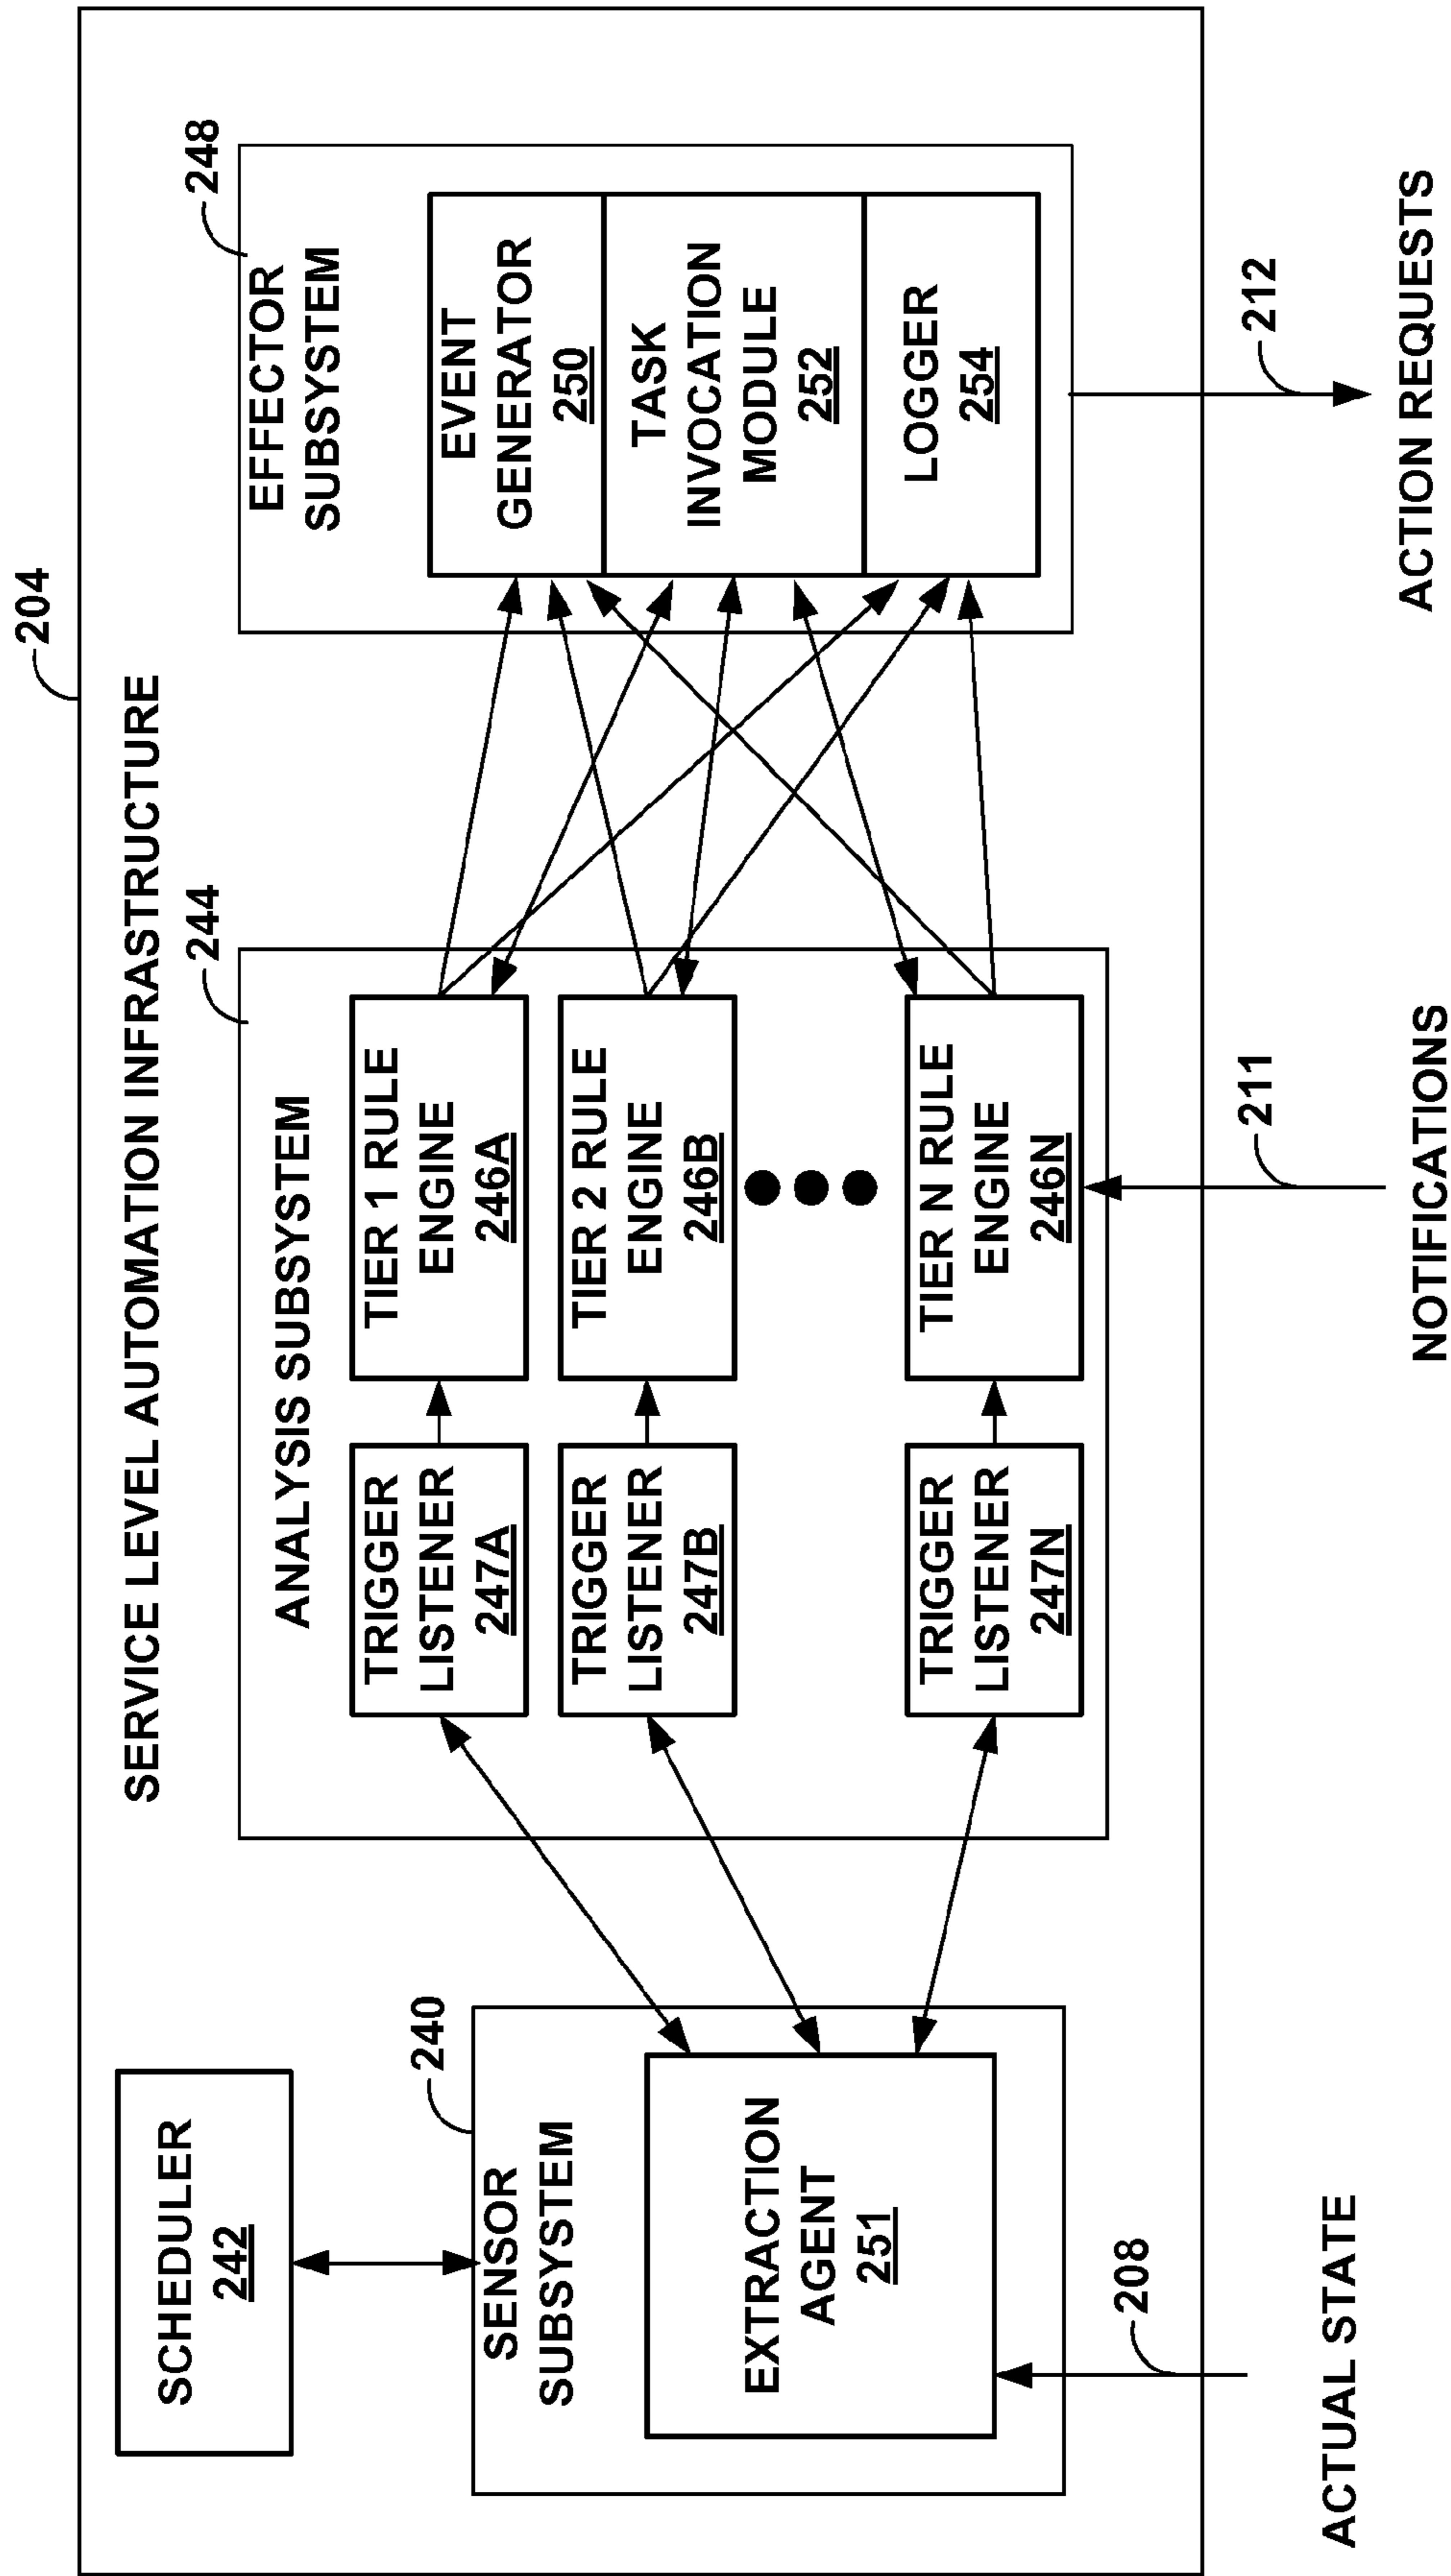 204
SERVICE LEVEL AUTOMATION INFRASTRUCTURE
SCHEDULER
242
240
SENSOR
SUBSYSTEM
EXTRACTION
AGENT
251
208
ACTUAL STATE
244
ANALYSIS SUBSYSTEM
TRIGGER
LISTENER
247A
TIER 1 RULE
ENGINE
246A
TRIGGER
LISTENER
247B
TIER 2 RULE
ENGINE
246B
TRIGGER
LISTENER
247N
TIER N RULE
ENGINE
246N
211
NOTIFICATIONS
248
EFFECTOR
SUBSYSTEM
EVENT
GENERATOR
250
TASK
INVOCATION
MODULE
252
LOGGER
254
212
ACTION REQUESTS